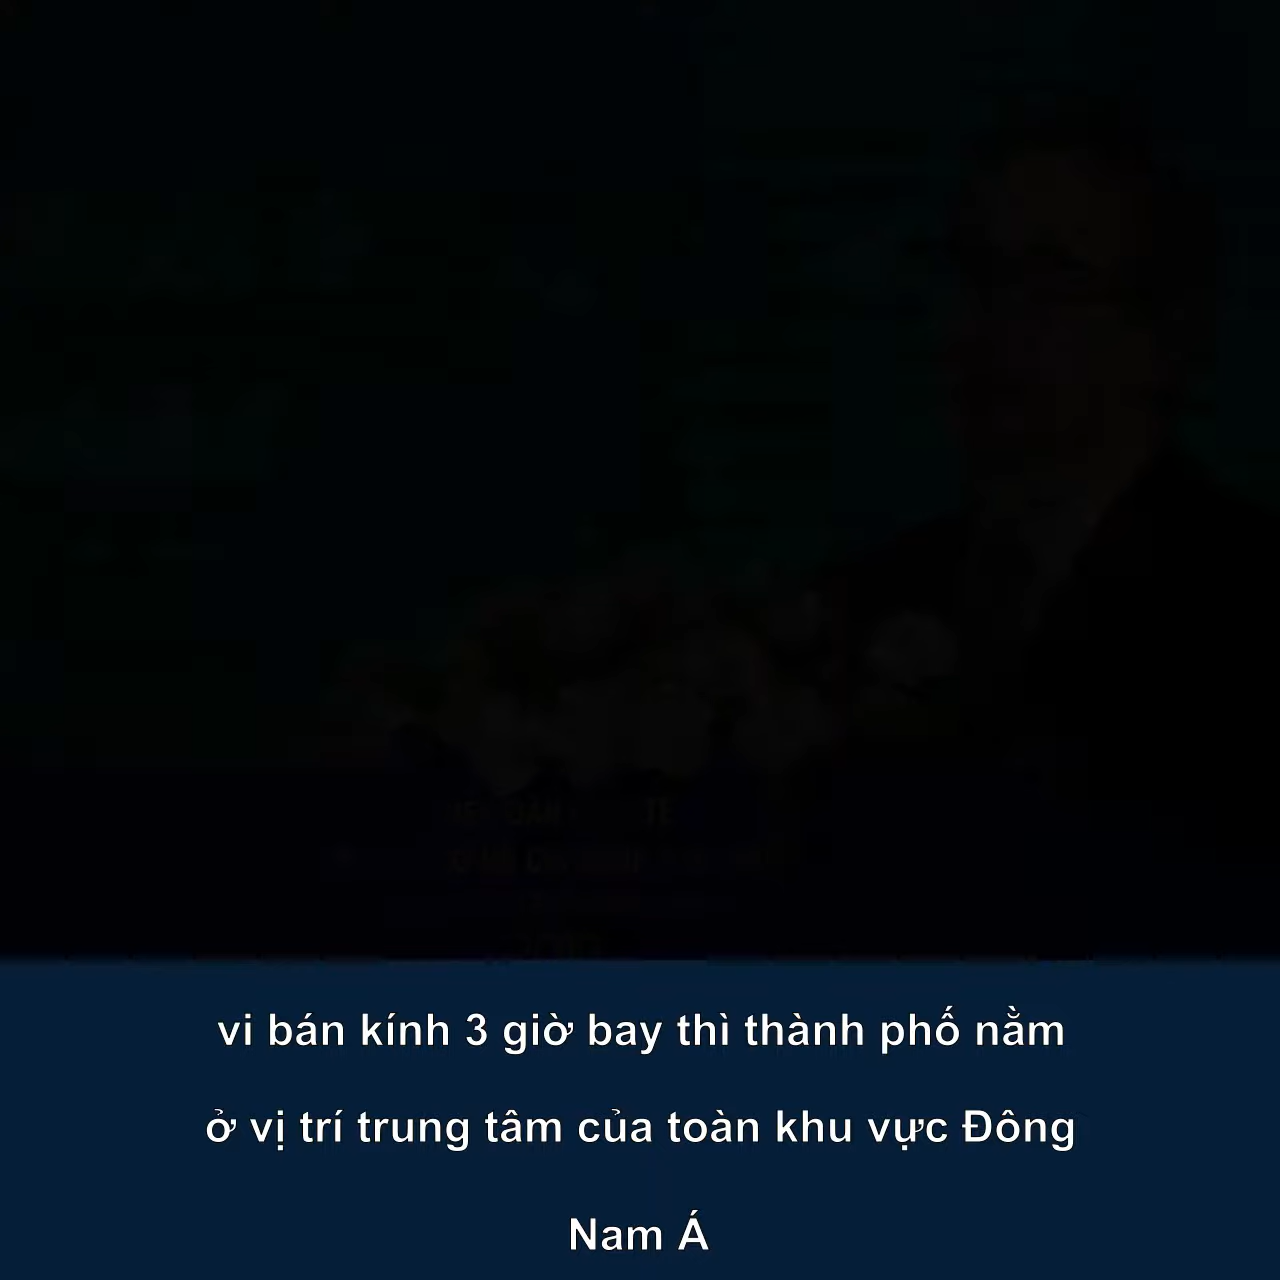 vi bán kính 3 giờ bay thì thành phố nằm
ở vị trí trung tâm của toàn khu vực Đông
Nam Á